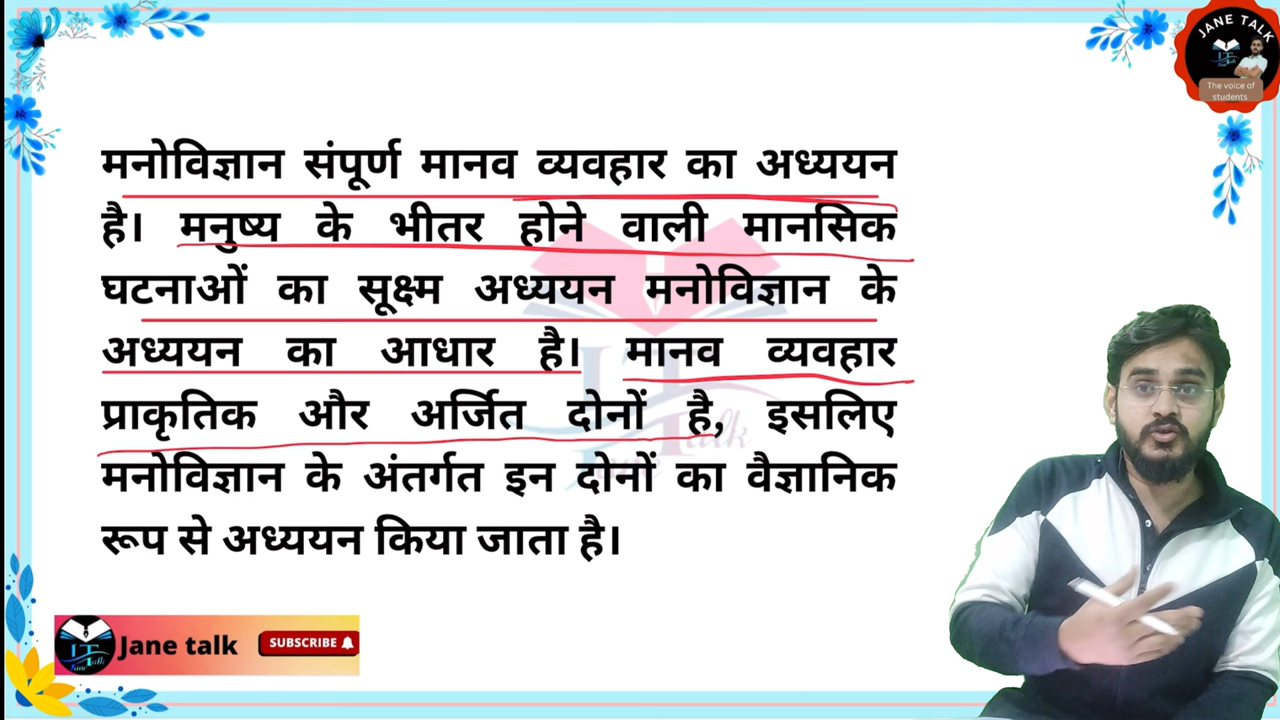 JANE TALK
The voice of
students
मनोविज्ञान संपूर्ण मानव व्यवहार का अध्ययन
है। मनुष्य के भीतर होने वाली मानसिक
घटनाओं का सूक्ष्म अध्ययन मनोविज्ञान के
अध्ययन का आधार है। मानव व्यवहार
प्राकृतिक और अर्जित दोनों है, इसलिए
मनोविज्ञान के अंतर्गत इन दोनों का वैज्ञानिक
रूप से अध्ययन किया जाता है।
Jane talk
SUBSCRIBE